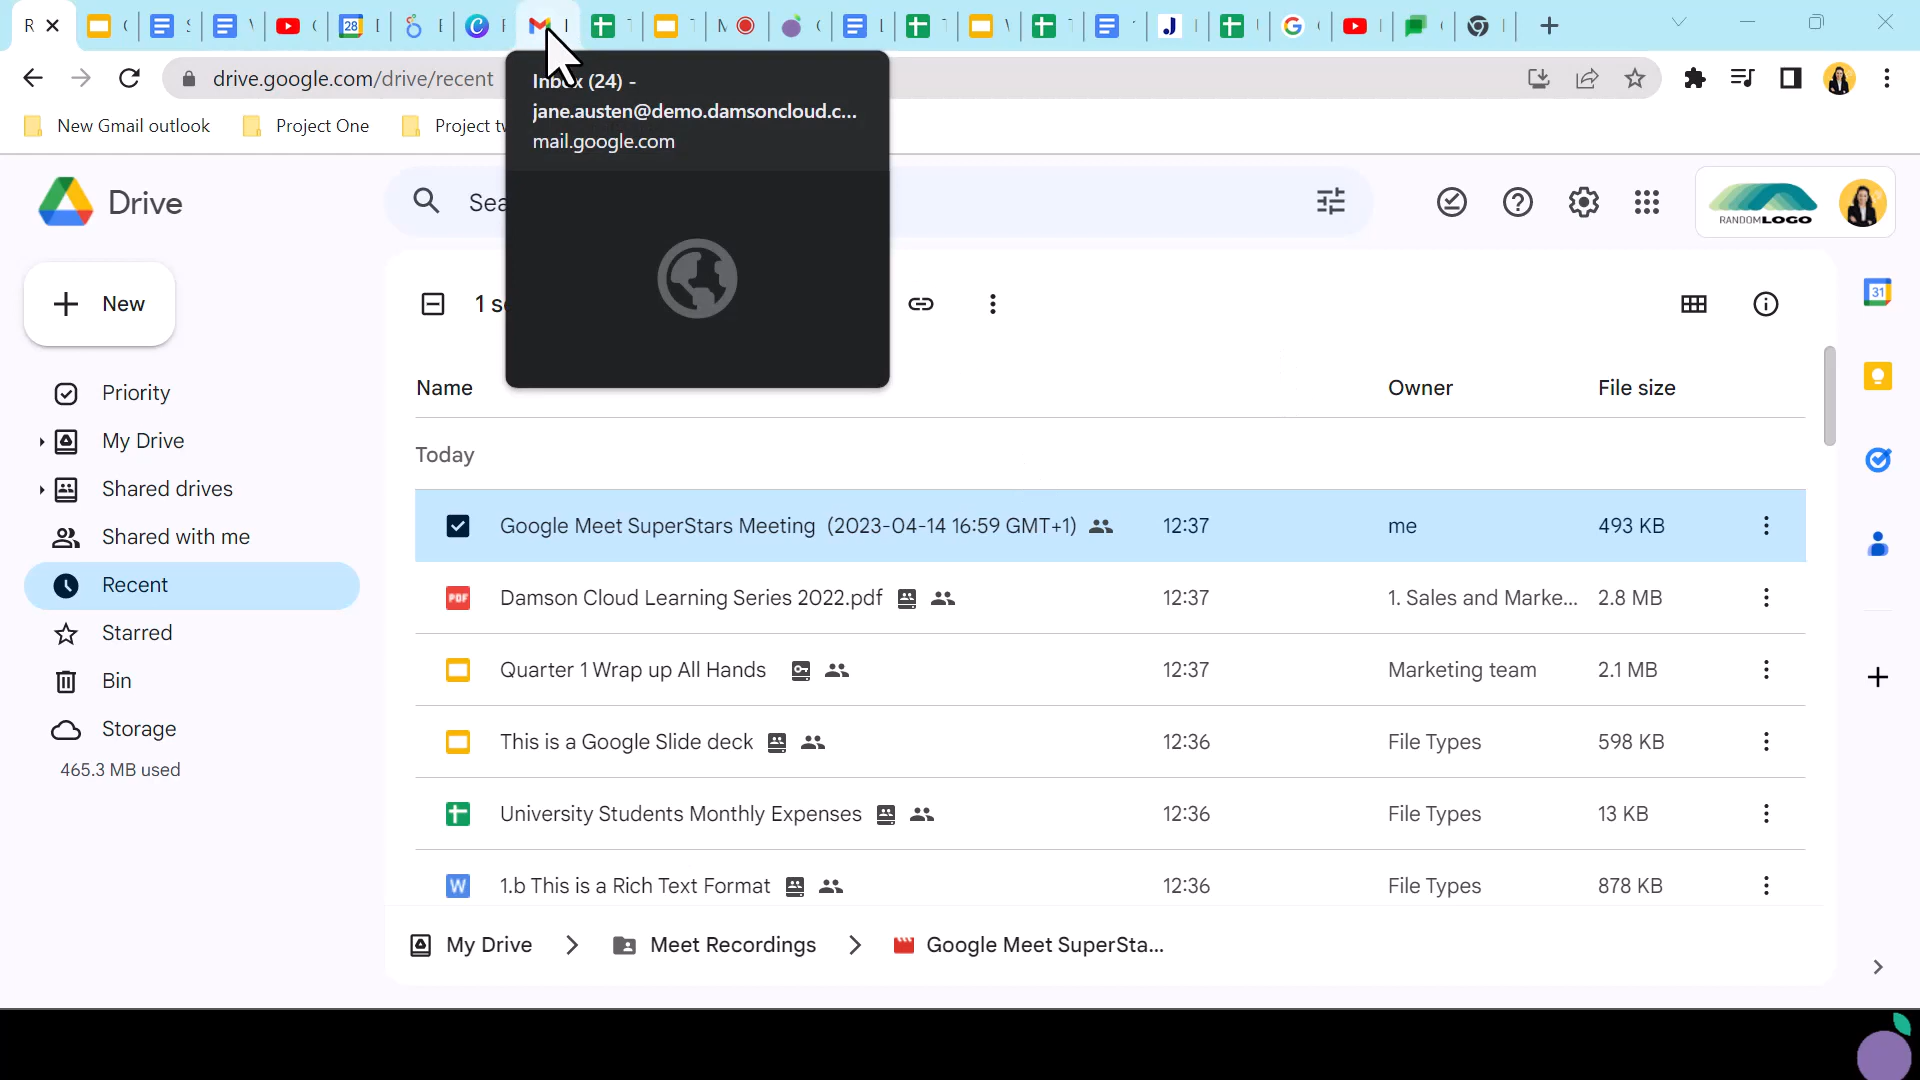 R
drive.google.com/drive/recent
Inbox (24) -
jane.austen@demo.damsoncloud.c...
mail.google.com
New Gmail outlook
Project One
Project
Drive
RANDOMLOGO
New
Priority
My Drive
Shared drives
Shared with me
Recent
Starred
Bin
Storage
465.3 MB used
1
Name
Owner
File size
Today
Google Meet SuperStars Meeting (2023-04-14 16:59 GMT+1) 12:37 me 493 KB
PDF Damson Cloud Learning Series 2022.pdf 12:37 1. Sales and Marke... 2.8 MB
Quarter 1 Wrap up All Hands 12:37 Marketing team 2.1 MB
This is a Google Slide deck 12:36 File Types 598 KB
University Students Monthly Expenses 12:36 File Types 13 KB
W 1.b This is a Rich Text Format 12:36 File Types 878 KB
My Drive
Meet Recordings
Google Meet SuperSta...
28
31